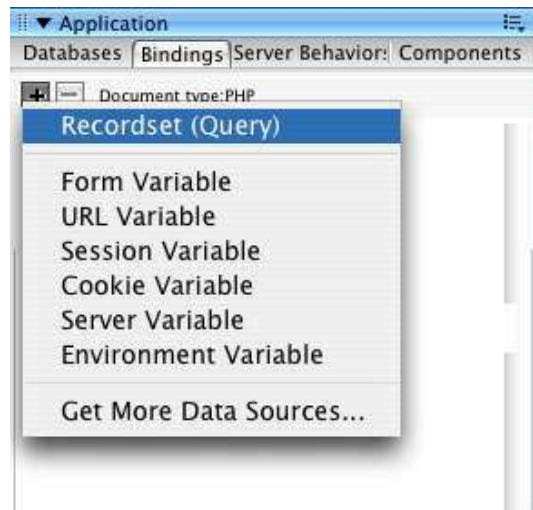 Application
Databases Bindings Server Behavior: Components
Document type:PHP
Recordset (Query)
Form Variable
URL Variable
Session Variable
Cookie Variable
Server Variable
Environment Variable
Get More Data Sources...